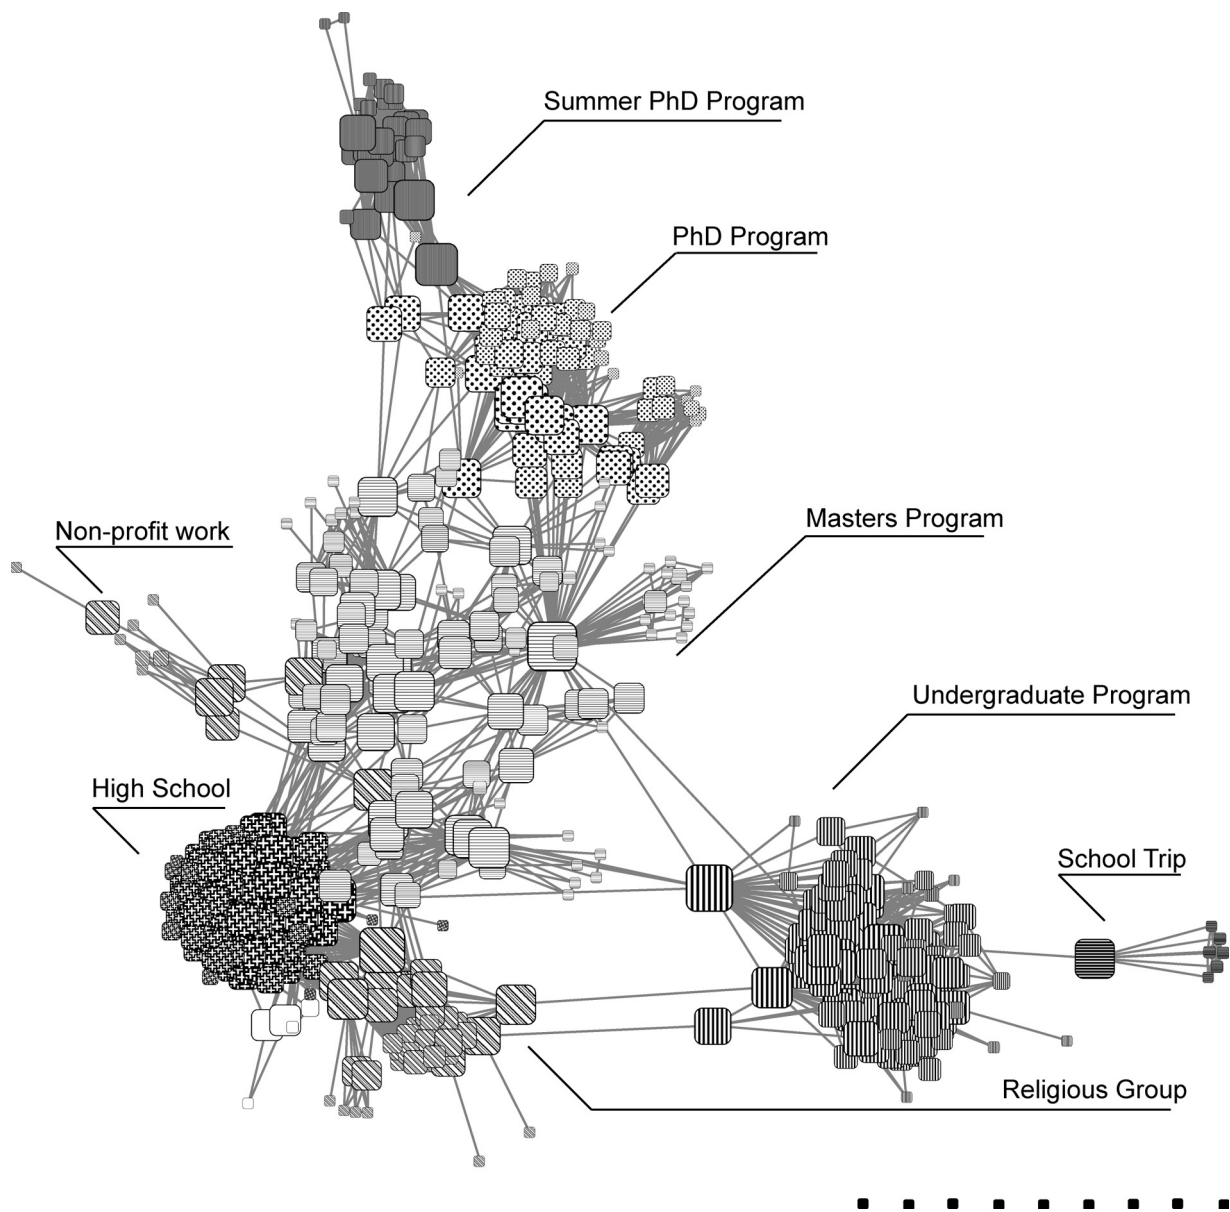 Summer PhD Program
PhD Program
Non-profit work
Masters Program
Undergraduate Program
High School
School Trip
Religious Group